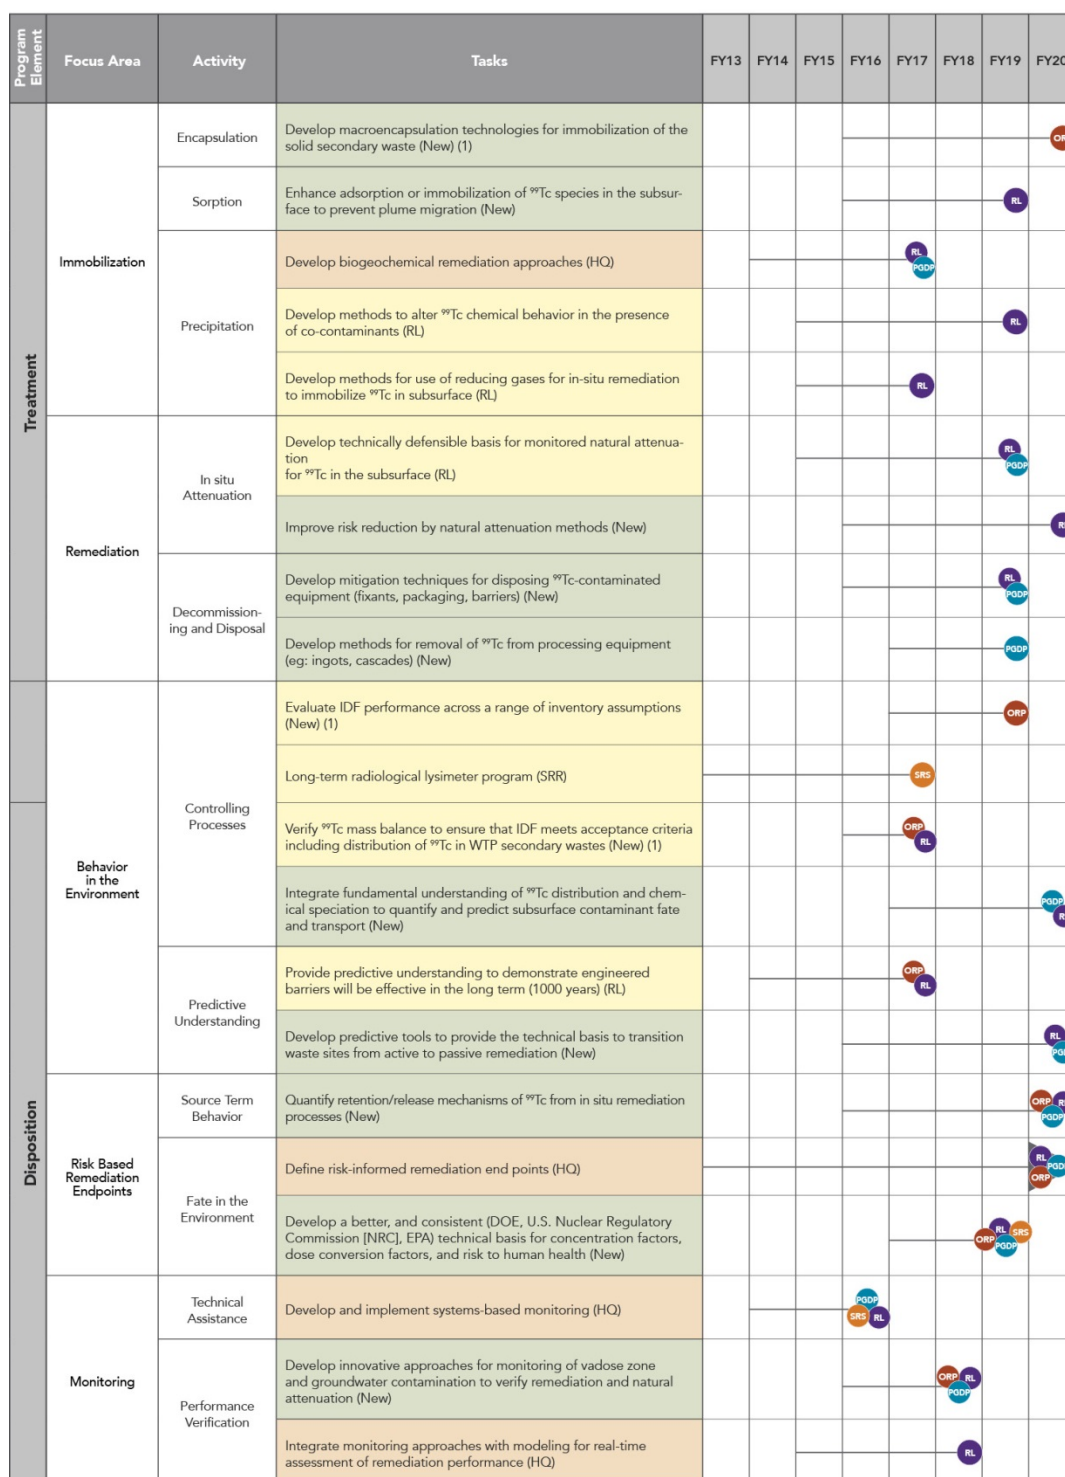 Program
Element
Focus Area
Activity
Tasks
FY13
FY14
FY15
FY16
FY17
FY18
FY19
FY20
Treatment
Immobilization
Encapsulation
Develop macroencapsulation technologies for immobilization of the
solid secondary waste (New) (1)
Sorption
Enhance adsorption or immobilization of ⁹⁹Tc species in the subsur-
face to prevent plume migration (New)
RL
Precipitation
Develop biogeochemical remediation approaches (HQ)
RL
PGDP
Develop methods to alter ⁹⁹Tc chemical behavior in the presence
of co-contaminants (RL)
RL
Develop methods for use of reducing gases for in-situ remediation
to immobilize ⁹⁹Tc in subsurface (RL)
RL
Remediation
In situ
Attenuation
Develop technically defensible basis for monitored natural attenua-
tion
for ⁹⁹Tc in the subsurface (RL)
RL
PGDP
Improve risk reduction by natural attenuation methods (New)
Decommission-
ing and Disposal
Develop mitigation techniques for disposing ⁹⁹Tc-contaminated
equipment (fixants, packaging, barriers) (New)
RL
PGDP
Develop methods for removal of ⁹⁹Tc from processing equipment
(eg: ingots, cascades) (New)
PGDP
Disposition
Behavior
in the
Environment
Controlling
Processes
Evaluate IDF performance across a range of inventory assumptions
(New) (1)
ORP
Long-term radiological lysimeter program (SRR)
SRS
Verify ⁹⁹Tc mass balance to ensure that IDF meets acceptance criteria
including distribution of ⁹⁹Tc in WTP secondary wastes (New) (1)
ORP
RL
Integrate fundamental understanding of ⁹⁹Tc distribution and chem-
ical speciation to quantify and predict subsurface contaminant fate
and transport (New)
PGDP
Predictive
Understanding
Provide predictive understanding to demonstrate engineered
barriers will be effective in the long term (1000 years) (RL)
ORP
RL
Develop predictive tools to provide the technical basis to transition
waste sites from active to passive remediation (New)
RL
Risk Based
Remediation
Endpoints
Source Term
Behavior
Quantify retention/release mechanisms of ⁹⁹Tc from in situ remediation
processes (New)
ORP
PGDP
Fate in the
Environment
Define risk-informed remediation end points (HQ)
RL
ORP
Develop a better, and consistent (DOE, U.S. Nuclear Regulatory
Commission [NRC], EPA) technical basis for concentration factors,
dose conversion factors, and risk to human health (New)
RL SRS
ORP PGDP
Monitoring
Technical
Assistance
Develop and implement systems-based monitoring (HQ)
PGDP
SRS RL
Performance
Verification
Develop innovative approaches for monitoring of vadose zone
and groundwater contamination to verify remediation and natural
attenuation (New)
ORP RL
PGDP
Integrate monitoring approaches with modeling for real-time
assessment of remediation performance (HQ)
RL